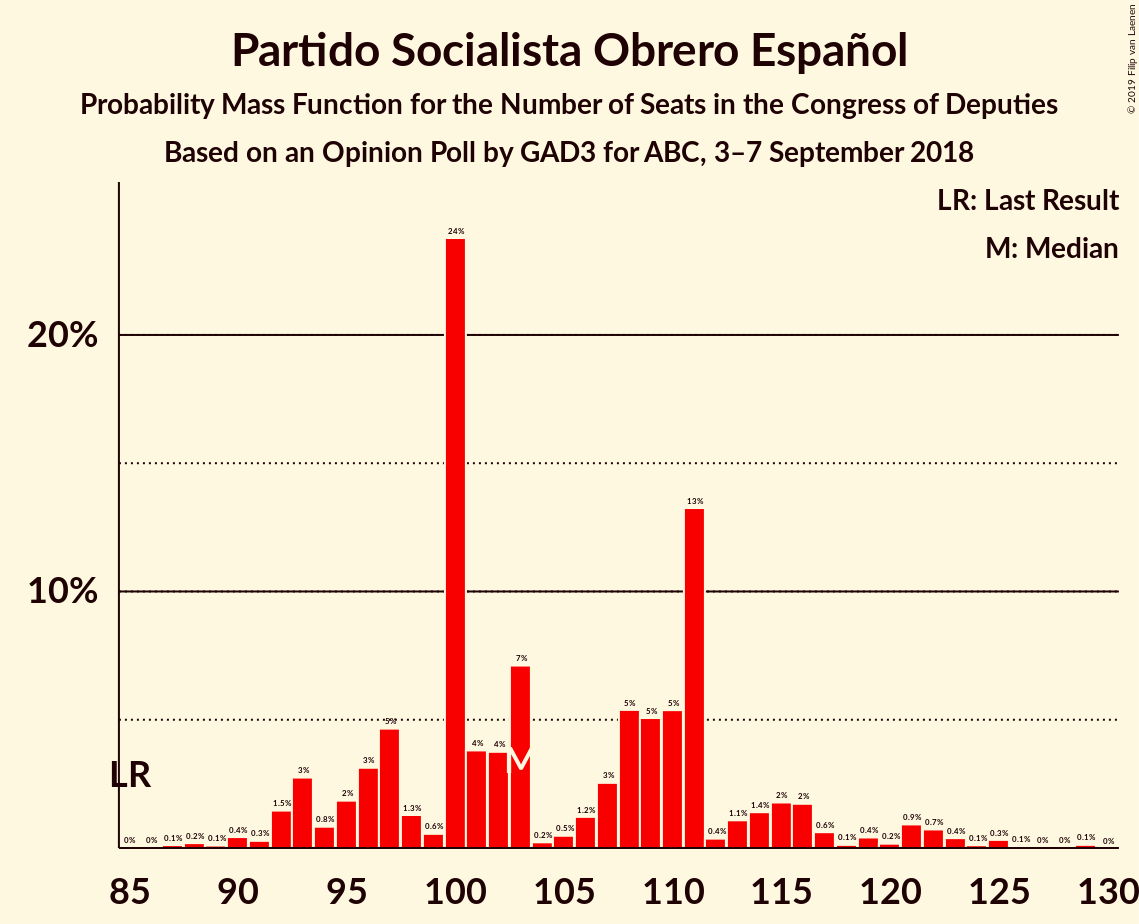 Partido Socialista Obrero Español
Probability Mass Function for the Number of Seats in the Congress of Deputies
Based on an Opinion Poll by GAD3 for ABC, 3–7 September 2018
© 2019 Filip van Laenen
LR: Last Result
M: Median
20%
10%
LR
M
0% 0% 0.1% 0.2% 0.1% 0.4% 0.3% 1.5% 3% 0.8% 2% 3% 5% 1.3% 0.6% 24% 4% 4% 7% 0.2% 0.5% 1.2% 3% 5% 5% 5% 13% 0.4% 1.1% 1.4% 2% 2% 0.6% 0.1% 0.4% 0.2% 0.9% 0.7% 0.4% 0.1% 0.3% 0.1% 0% 0% 0.1% 0%
85 90 95 100 105 110 115 120 125 130